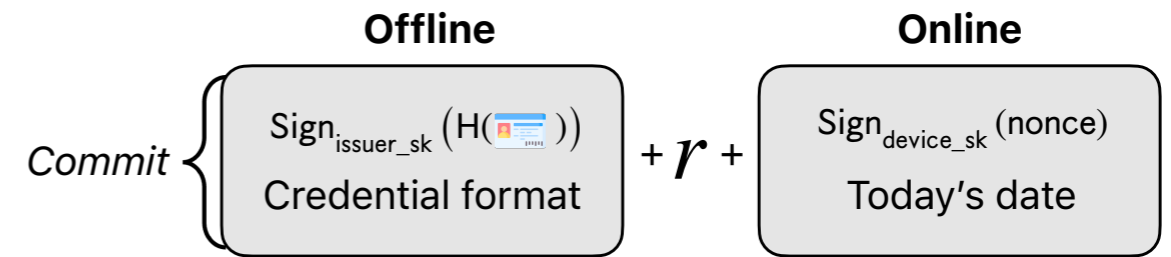 Offline
Online
Commit
Sign_issuer_sk (H(🪪))
Credential format
+ r +
Sign_device_sk (nonce)
Today's date